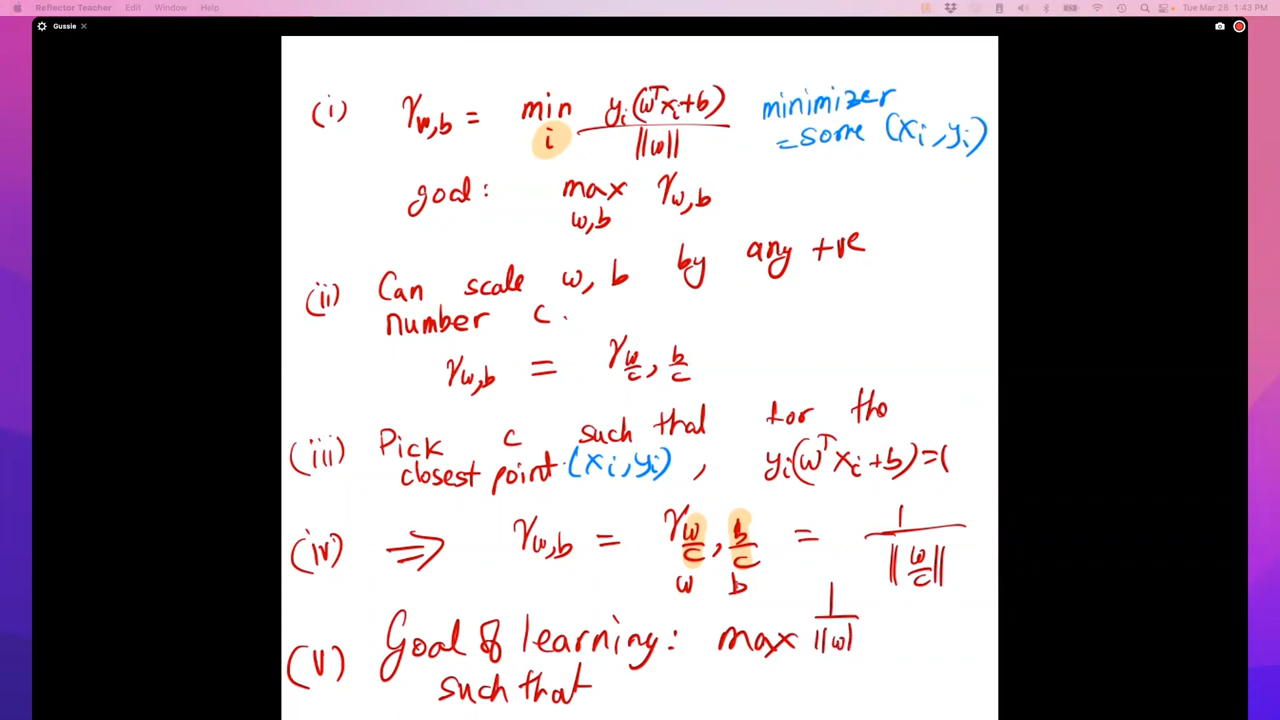 Reflector Teacher Edit Window Help Tue Mar 28 1:43 PM
Gussie
(i) γw,b = min i yi(wᵀxi+b) / ||w|| minimizer
=some (xi,yi)
goal: max w,b γw,b
(ii) Can scale w, b by any +ve
number c.
γw,b = γw/c, b/c
(iii) Pick c such that for the
closest point (xi,yi), yi(wᵀxi+b)=1
(iv) ⇒ γw,b = γw/c, b/c = 1 / ||w/c||
w b
(v) Goal of learning: max 1/||w||
such that